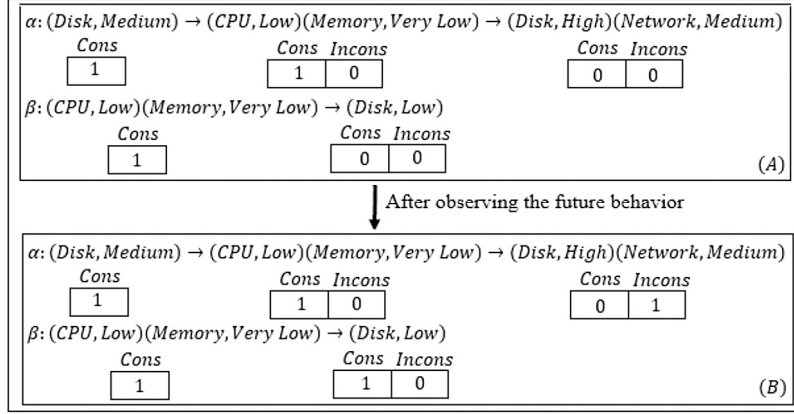 α: (Disk, Medium) → (CPU, Low)(Memory, Very Low) → (Disk, High)(Network, Medium)
Cons Cons Incons Cons Incons
1 1 0 0 0
β: (CPU, Low)(Memory, Very Low) → (Disk, Low)
Cons Cons Incons
1 0 0 (A)
After observing the future behavior
α: (Disk, Medium) → (CPU, Low)(Memory, Very Low) → (Disk, High)(Network, Medium)
Cons Cons Incons Cons Incons
1 1 0 0 1
β: (CPU, Low)(Memory, Very Low) → (Disk, Low)
Cons Cons Incons
1 1 0 (B)